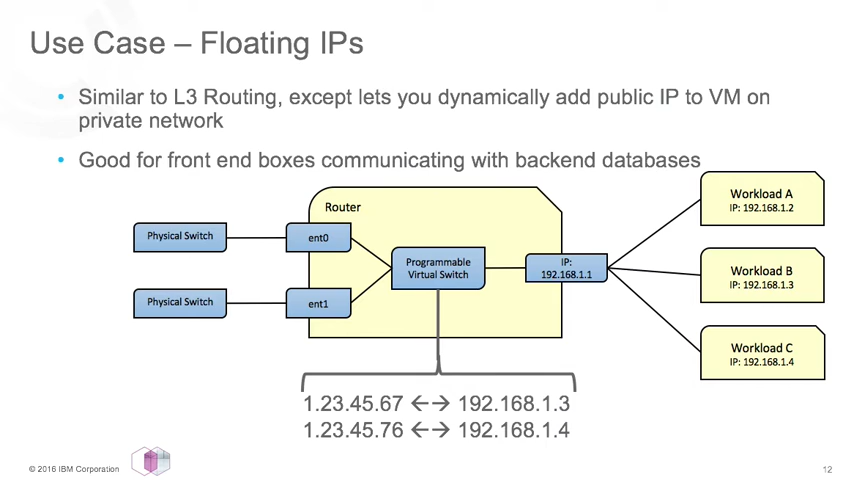 Use Case – Floating IPs
• Similar to L3 Routing, except lets you dynamically add public IP to VM on
private network
• Good for front end boxes communicating with backend databases
Router
Physical Switch
ent0
Physical Switch
ent1
Programmable
Virtual Switch
IP:
192.168.1.1
Workload A
IP: 192.168.1.2
Workload B
IP: 192.168.1.3
Workload C
IP: 192.168.1.4
1.23.45.67 ←→ 192.168.1.3
1.23.45.76 ←→ 192.168.1.4
© 2016 IBM Corporation
12